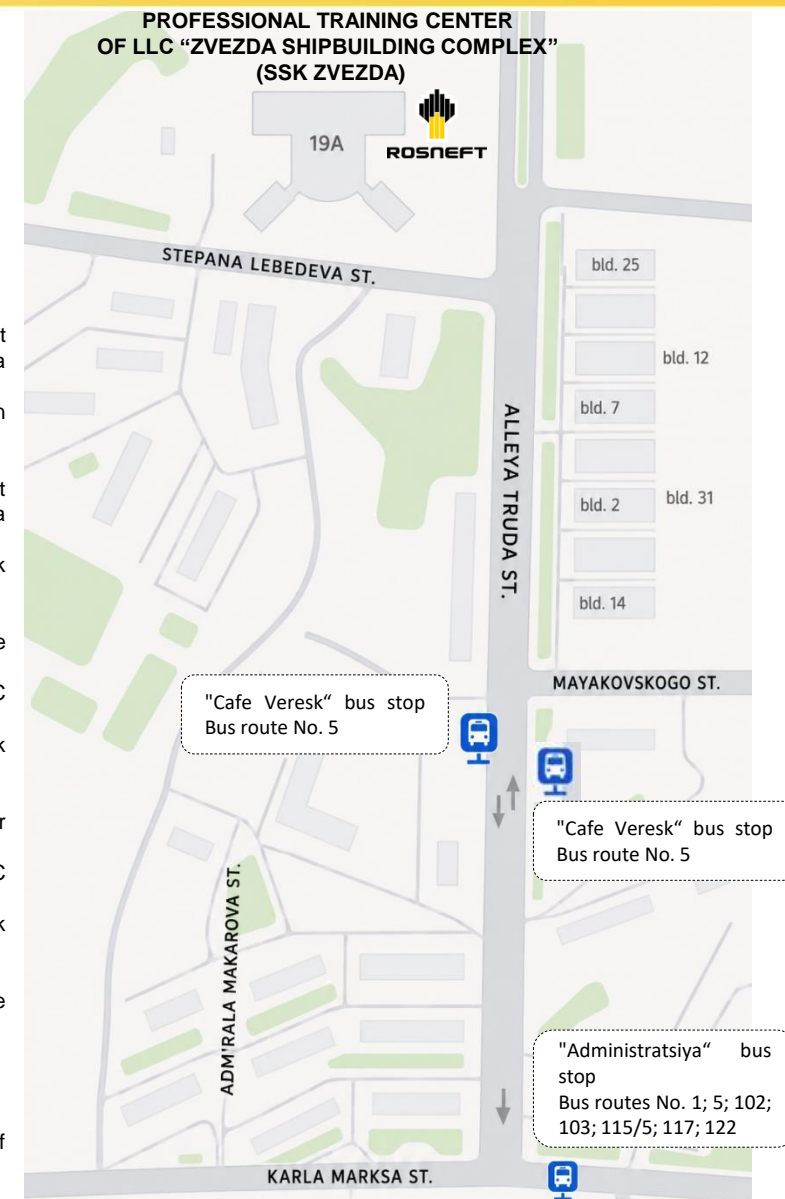 PROFESSIONAL TRAINING CENTER
OF LLC “ZVEZDA SHIPBUILDING COMPLEX”
(SSK ZVEZDA)
19A
ROSNEFT
STEPANA LEBEDEVA ST.
bld. 25
bld. 12
bld. 7
bld. 2
bld. 31
bld. 14
ALLEYA TRUDA ST.
MAYAKOVSKOGO ST.
"Cafe Veresk“ bus stop
Bus route No. 5
"Cafe Veresk“ bus stop
Bus route No. 5
ADM'RALA MAKAROVA ST.
"Administratsiya“ bus
stop
Bus routes No. 1; 5; 102;
103; 115/5; 117; 122
KARLA MARKSA ST.